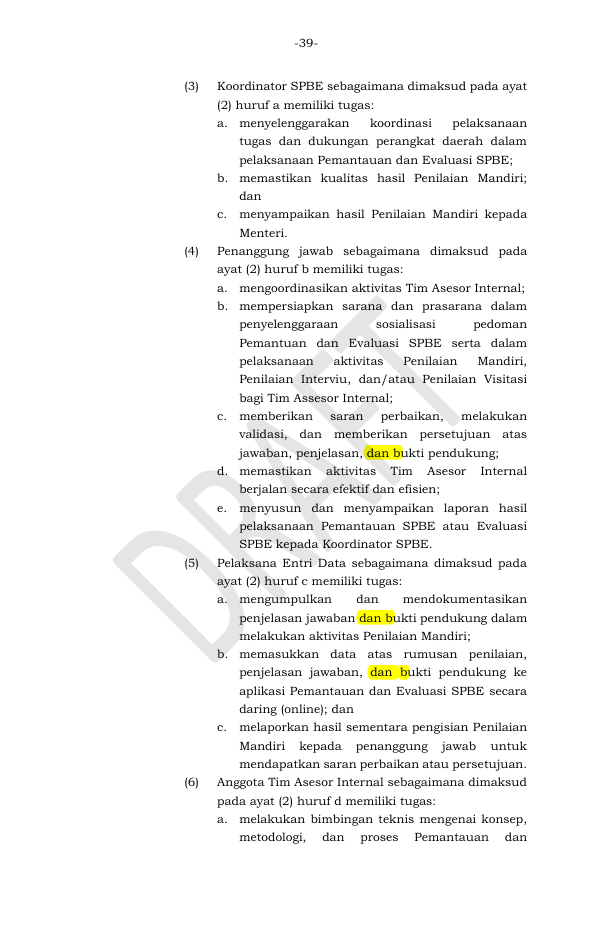 -39-
(3) Koordinator SPBE sebagaimana dimaksud pada ayat
(2) huruf a memiliki tugas:
a. menyelenggarakan koordinasi pelaksanaan
tugas dan dukungan perangkat daerah dalam
pelaksanaan Pemantauan dan Evaluasi SPBE;
b. memastikan kualitas hasil Penilaian Mandiri;
dan
c. menyampaikan hasil Penilaian Mandiri kepada
Menteri.
(4) Penanggung jawab sebagaimana dimaksud pada
ayat (2) huruf b memiliki tugas:
a. mengoordinasikan aktivitas Tim Asesor Internal;
b. mempersiapkan sarana dan prasarana dalam
penyelenggaraan sosialisasi pedoman
Pemantuan dan Evaluasi SPBE serta dalam
pelaksanaan aktivitas Penilaian Mandiri,
Penilaian Interviu, dan/atau Penilaian Visitasi
bagi Tim Assesor Internal;
c. memberikan saran perbaikan, melakukan
validasi, dan memberikan persetujuan atas
jawaban, penjelasan, dan bukti pendukung;
d. memastikan aktivitas Tim Asesor Internal
berjalan secara efektif dan efisien;
e. menyusun dan menyampaikan laporan hasil
pelaksanaan Pemantauan SPBE atau Evaluasi
SPBE kepada Koordinator SPBE.
(5) Pelaksana Entri Data sebagaimana dimaksud pada
ayat (2) huruf c memiliki tugas:
a. mengumpulkan dan mendokumentasikan
penjelasan jawaban dan bukti pendukung dalam
melakukan aktivitas Penilaian Mandiri;
b. memasukkan data atas rumusan penilaian,
penjelasan jawaban, dan bukti pendukung ke
aplikasi Pemantauan dan Evaluasi SPBE secara
daring (online); dan
c. melaporkan hasil sementara pengisian Penilaian
Mandiri kepada penanggung jawab untuk
mendapatkan saran perbaikan atau persetujuan.
(6) Anggota Tim Asesor Internal sebagaimana dimaksud
pada ayat (2) huruf d memiliki tugas:
a. melakukan bimbingan teknis mengenai konsep,
metodologi, dan proses Pemantauan dan
DRAFT